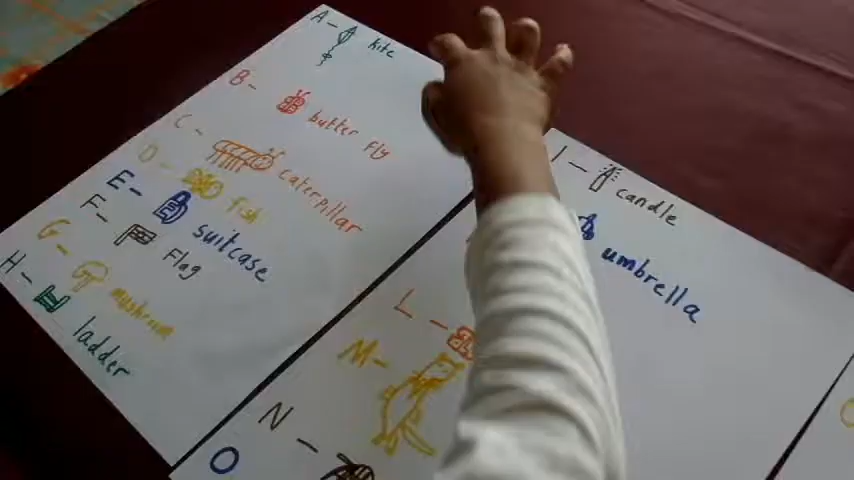 A - kite
B - butter fly
C - caterpillar
D - fish
E - suitcase
F - Flag
G - mushroom
H - ladder
I - candle
umbrella
L -
M -
N -
O